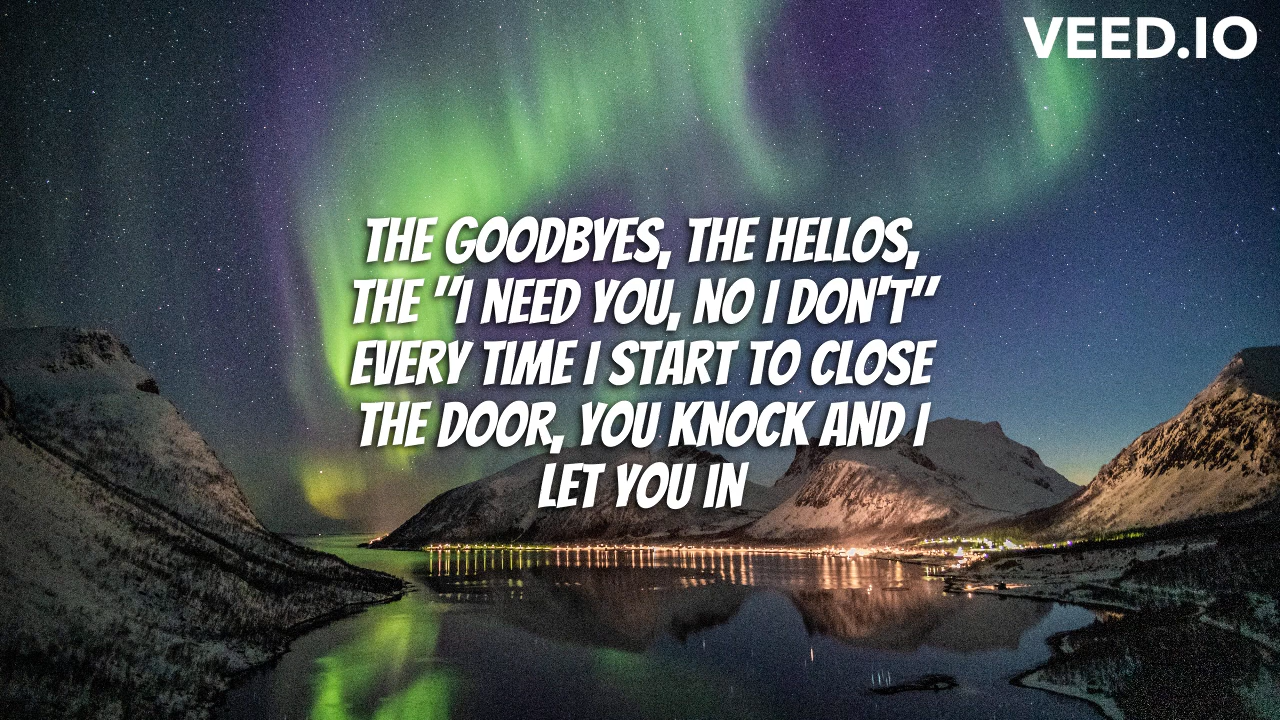 VEED.IO
THE GOODBYES, THE HELLOS,
THE "I NEED YOU, NO I DON'T"
EVERY TIME I START TO CLOSE
THE DOOR, YOU KNOCK AND I
LET YOU IN